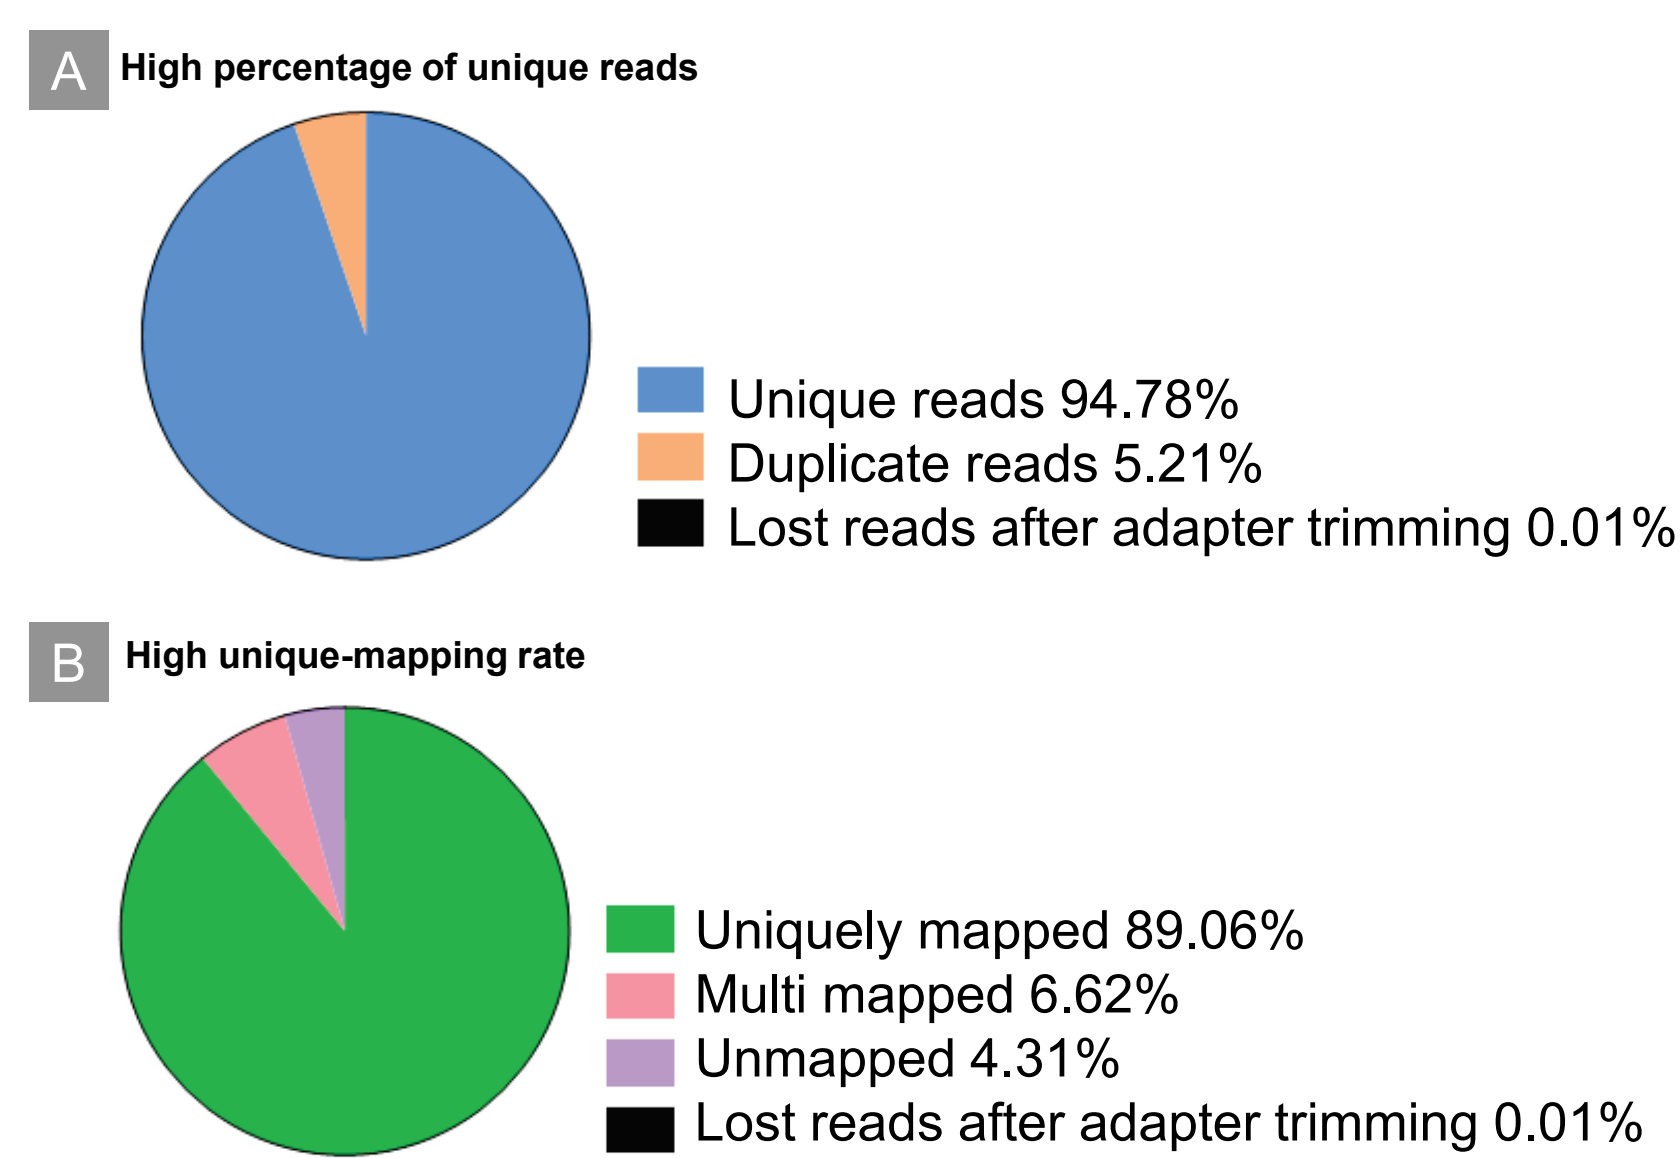 A
High percentage of unique reads
Unique reads 94.78%
Duplicate reads 5.21%
Lost reads after adapter trimming 0.01%
B
High unique-mapping rate
Uniquely mapped 89.06%
Multi mapped 6.62%
Unmapped 4.31%
Lost reads after adapter trimming 0.01%